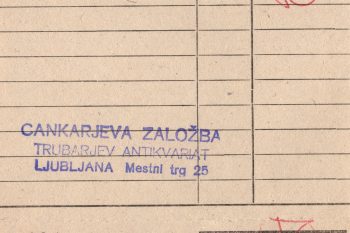 CANKARJEVA ZALOŽBA
TRUBARJEV ANTIKVARIAT
LJUBLJANA Mestni trg 25